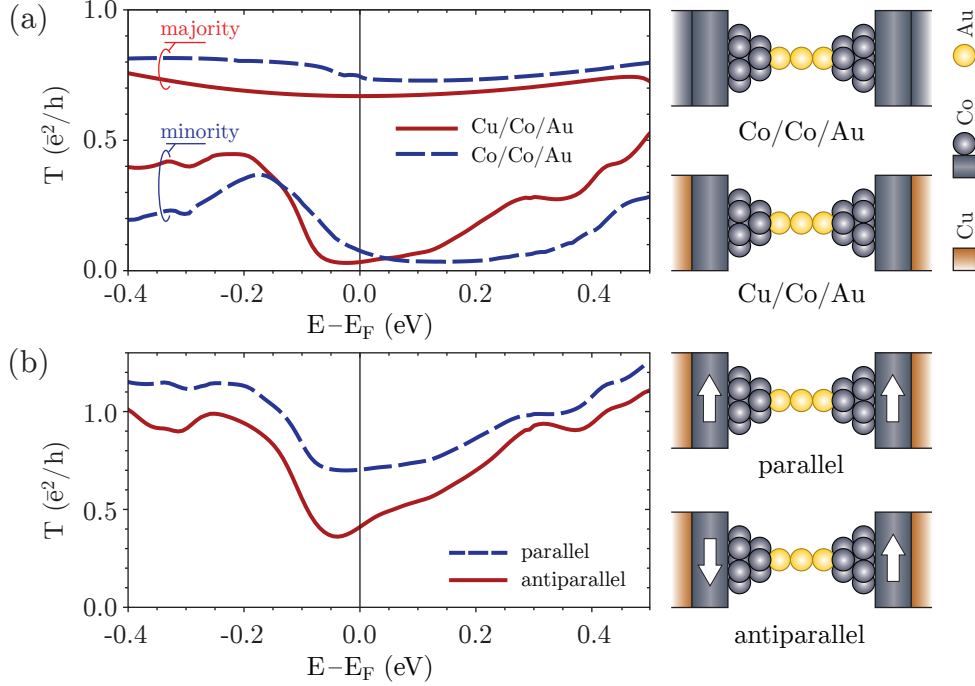 (a)
1.0
0.5
0.0
T (ē²/h)
majority
minority
Cu/Co/Au
Co/Co/Au
-0.4 -0.2 0.0 0.2 0.4
E−E_F (eV)
Co/Co/Au
Cu/Co/Au
Au
Co
Cu
(b)
1.0
0.5
0.0
T (ē²/h)
parallel
antiparallel
-0.4 -0.2 0.0 0.2 0.4
E−E_F (eV)
parallel
antiparallel